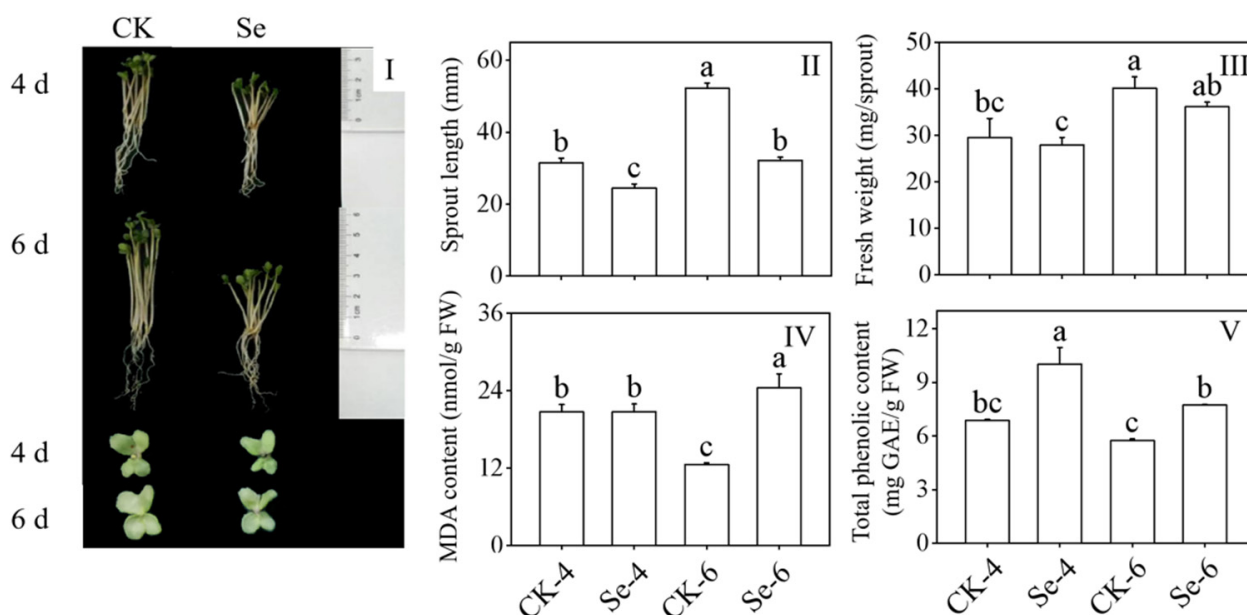 CK Se
4 d
6 d
4 d
6 d
I
II
Sprout length (mm)
60
40
20
0
b
c
a
b
III
Fresh weight (mg/sprout)
50
40
30
20
10
0
bc
c
a
ab
IV
MDA content (nmol/g FW)
36
24
12
0
b
b
c
a
CK-4
Se-4
CK-6
Se-6
V
Total phenolic content
(mg GAE/g FW)
12
9
6
3
0
bc
a
c
b
CK-4
Se-4
CK-6
Se-6